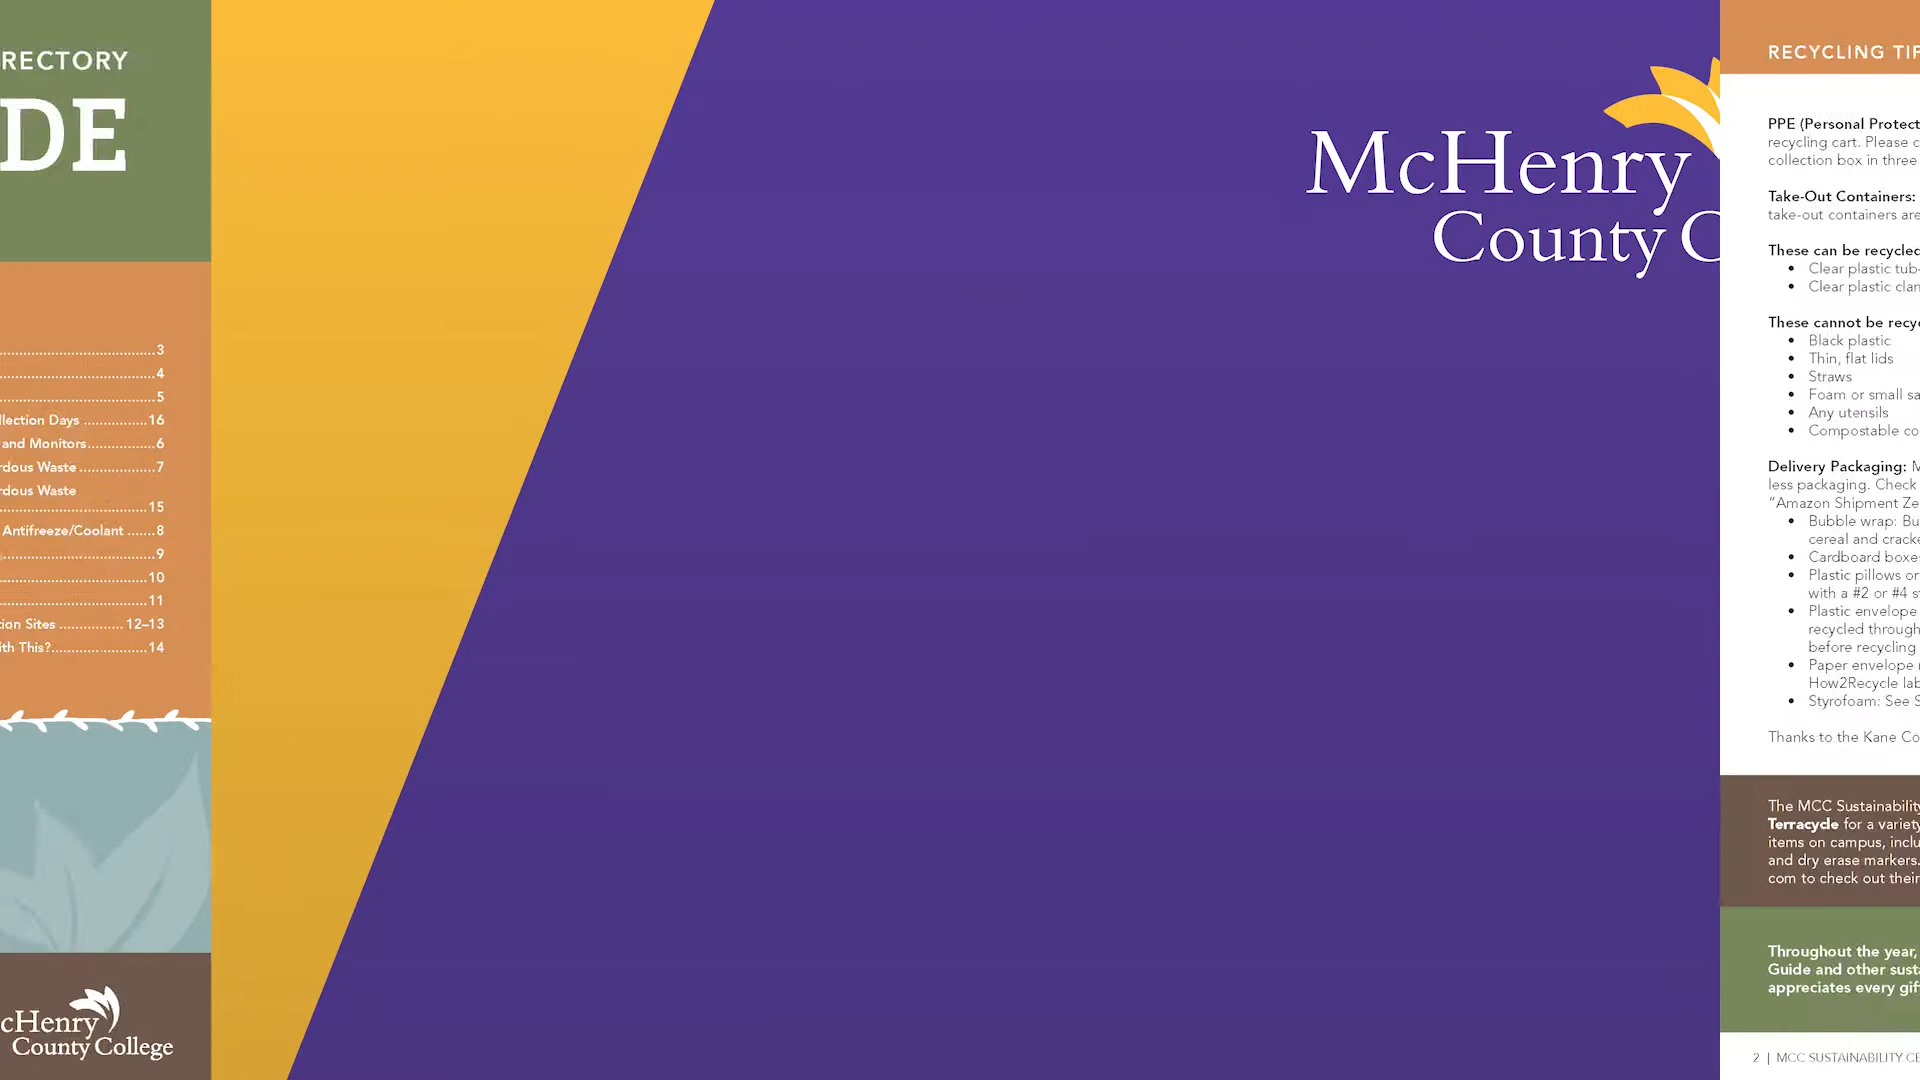 RECTORY
DE
3
4
5
llection Days 16
and Monitors 6
rdous Waste 7
rdous Waste
15
Antifreeze/Coolant 8
9
10
11
tion Sites 12–13
ith This? 14
cHenry
County College
McHenry
County C
RECYCLING TIP
PPE (Personal Protect
recycling cart. Please c
collection box in three
Take-Out Containers:
take-out containers are
These can be recycled
• Clear plastic tub-
• Clear plastic clan
These cannot be recyc
• Black plastic
• Thin, flat lids
• Straws
• Foam or small sa
• Any utensils
• Compostable co
Delivery Packaging: M
less packaging. Check
“Amazon Shipment Ze
• Bubble wrap: Bu
cereal and cracke
• Cardboard boxe
• Plastic pillows or
with a #2 or #4 s
• Plastic envelope
recycled through
before recycling
• Paper envelope
How2Recycle lab
• Styrofoam: See S
Thanks to the Kane Co
The MCC Sustainability
Terracycle for a variety
items on campus, inclu
and dry erase markers.
com to check out their
Throughout the year,
Guide and other susta
appreciates every gif
2 | MCC SUSTAINABILITY CE